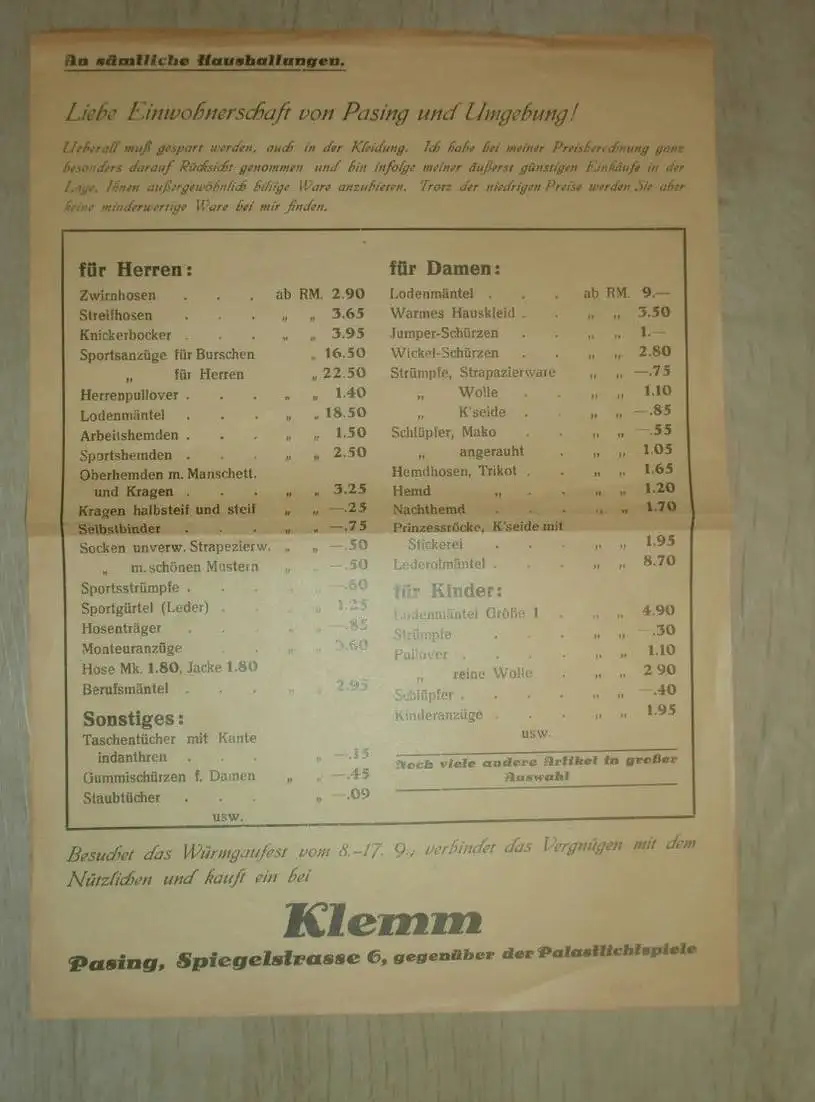 An sämtliche Haushaltungen.
Liebe Einwohnerschaft von Pasing und Umgebung!
Ueberall muß gespart werden, auch in der Kleidung. Ich habe bei meiner Preisberechnung ganz
besonders darauf Rücksicht genommen und bin infolge meiner äußerst günstigen Einkäufe in der
Lage, Ihnen außergewöhnlich billige Ware anzubieten. Trotz der niedrigen Preise werden Sie aber
keine minderwertige Ware bei mir finden.
für Herren:
Zwirnhosen . . . ab RM. 2.90
Streifhosen . . . „ „ 3.65
Knickerbocker . . . „ „ 3.95
Sportsanzüge für Burschen „ 16.50
„ für Herren „ 22.50
Herrenpullover . . . „ „ 1.40
Lodenmäntel . . . „ „ 18.50
Arbeitshemden . . . „ „ 1.50
Sportshemden . . . „ „ 2.50
Oberhemden m. Manschett.
und Kragen . . . „ „ 3.25
Kragen halbsteif und steif „ „ —.25
Selbstbinder . . . „ „ —.75
Socken unverw. Strapezierw. „ „ —.50
„ m. schönen Mustern „ —.50
Sportsstrümpfe . . . . —.60
Sportgürtel (Leder) . . . „ 1.25
Hosenträger . . . „ —.85
Monteuranzüge . . „ „ 3.60
Hose Mk. 1.80, Jacke 1.80
Berufsmäntel . . . „ „ 2.95
Sonstiges:
Taschentücher mit Kante
indanthren . . . „ —.15
Gummischürzen f. Damen „ „ —.45
Staubtücher . . . „ —.09
usw.
für Damen:
Lodenmäntel . . . ab RM. 9.—
Warmes Hauskleid . . „ „ 3.50
Jumper-Schürzen . . „ „ 1.—
Wickel-Schürzen . . „ „ 2.80
Strümpfe, Strapazierware „ „ —.75
„ Wolle . „ „ 1.10
„ K'seide . „ „ —.85
Schlüpfer, Mako . . „ „ —.55
„ angerauht . „ „ 1.05
Hemdhosen, Trikot . . „ „ 1.65
Hemd „ . . „ „ 1.20
Nachthemd . . . „ „ 1.70
Prinzessröcke, K'seide mit
Stickerei . . . „ „ 1.95
Lederolmäntel . . . „ „ 8.70
für Kinder:
Lodenmäntel Größe 1 . „ „ 4.90
Strümpfe . . . „ „ —.30
Pullover . . . . „ „ 1.10
„ reine Wolle . „ „ 2 90
Schlüpfer . . . . „ „ —.40
Kinderanzüge . . . „ „ 1.95
usw.
Noch viele andere Artikel in großer
Auswahl
Besuchet das Würmgaufest vom 8.-17. 9., verbindet das Vergnügen mit dem
Nützlichen und kauft ein bei
Klemm
Pasing, Spiegelstrasse 6, gegenüber der Palastlichtspiele